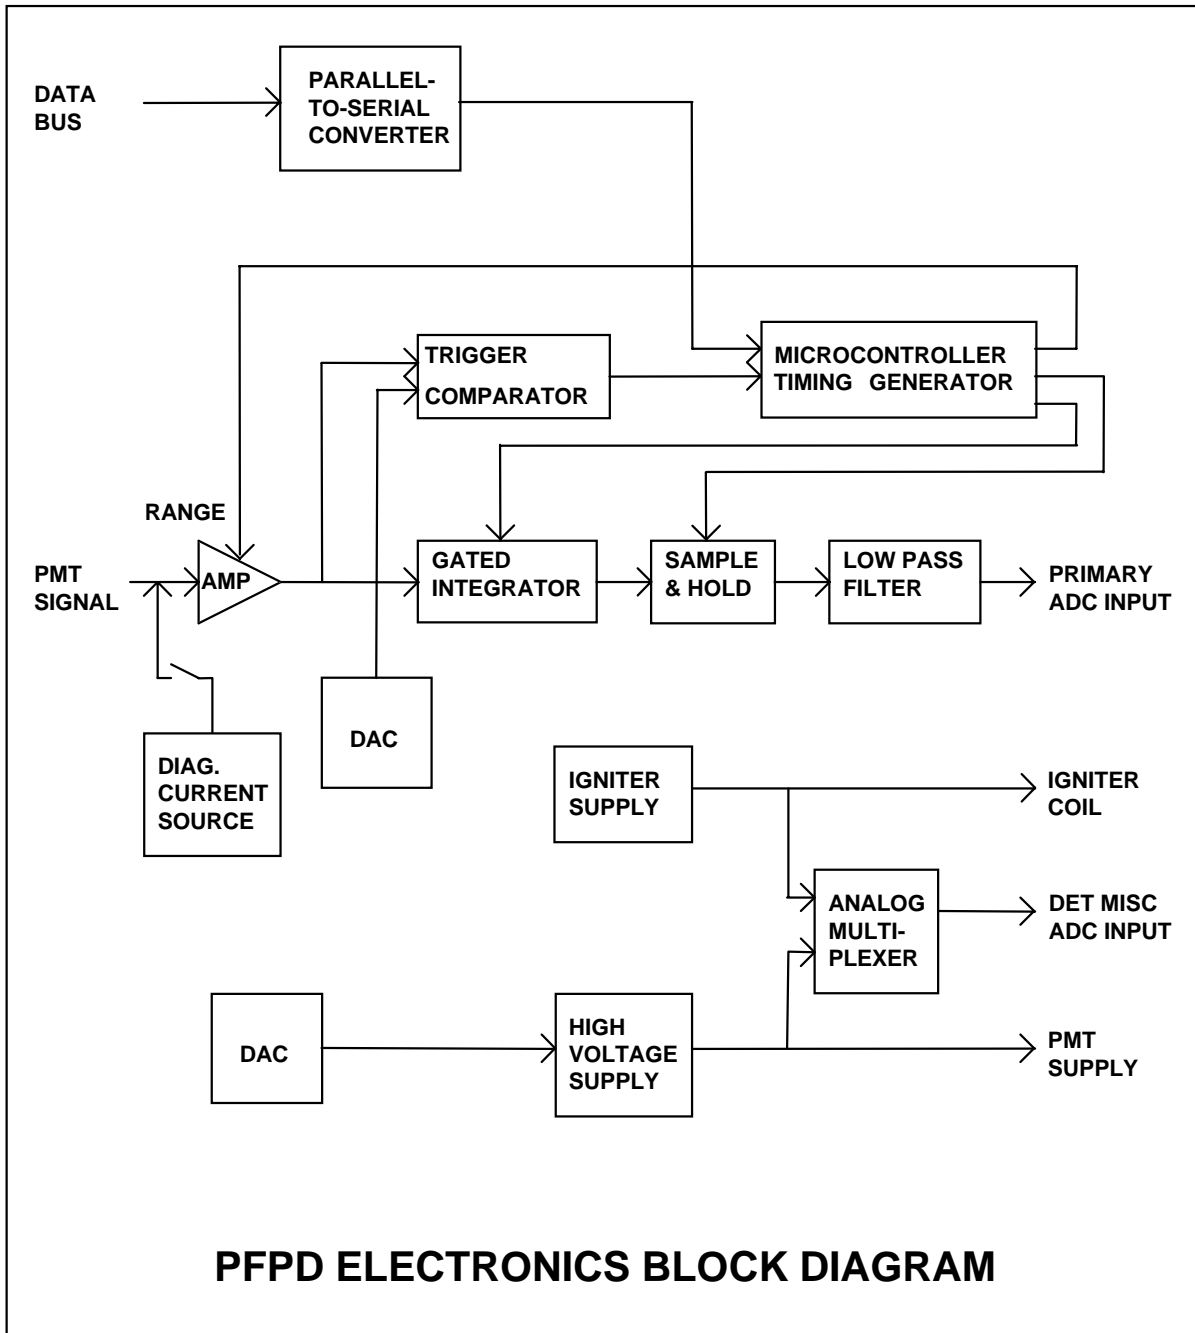 DATA
BUS
PARALLEL-
TO-SERIAL
CONVERTER
TRIGGER
COMPARATOR
MICROCONTROLLER
TIMING GENERATOR
RANGE
PMT
SIGNAL
AMP
GATED
INTEGRATOR
SAMPLE
& HOLD
LOW PASS
FILTER
PRIMARY
ADC INPUT
DIAG.
CURRENT
SOURCE
DAC
IGNITER
SUPPLY
IGNITER
COIL
ANALOG
MULTI-
PLEXER
DET MISC
ADC INPUT
DAC
HIGH
VOLTAGE
SUPPLY
PMT
SUPPLY
PFPD ELECTRONICS BLOCK DIAGRAM